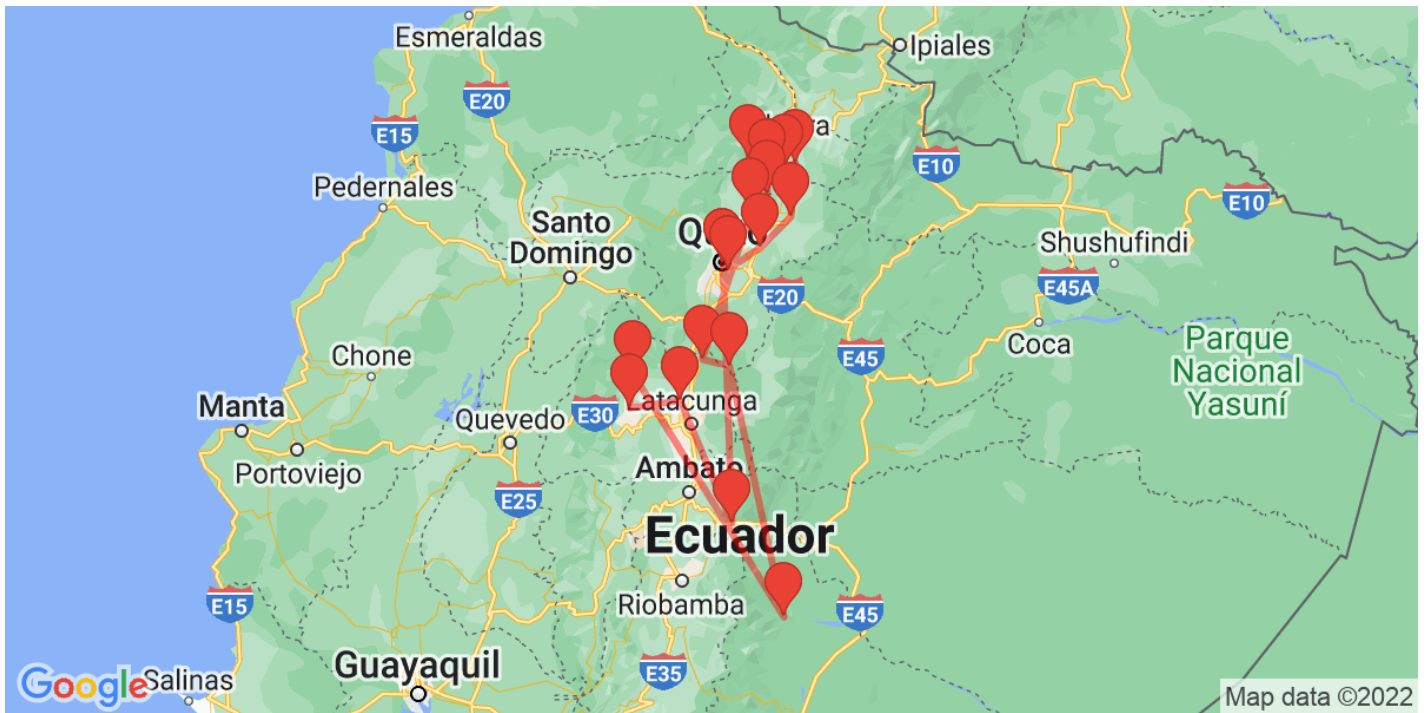 Esmeraldas
Ipiales
E20
E15
E10
Pedernales
E10
Santo
Domingo
Shushufindi
E45A
E20
Coca
Parque
Nacional
Yasuní
E45
Chone
Manta
Quevedo
E30
Latacunga
Portoviejo
Ambato
E25
Ecuador
E15
Riobamba
E45
Guayaquil
E35
Google
Salinas
Map data ©2022